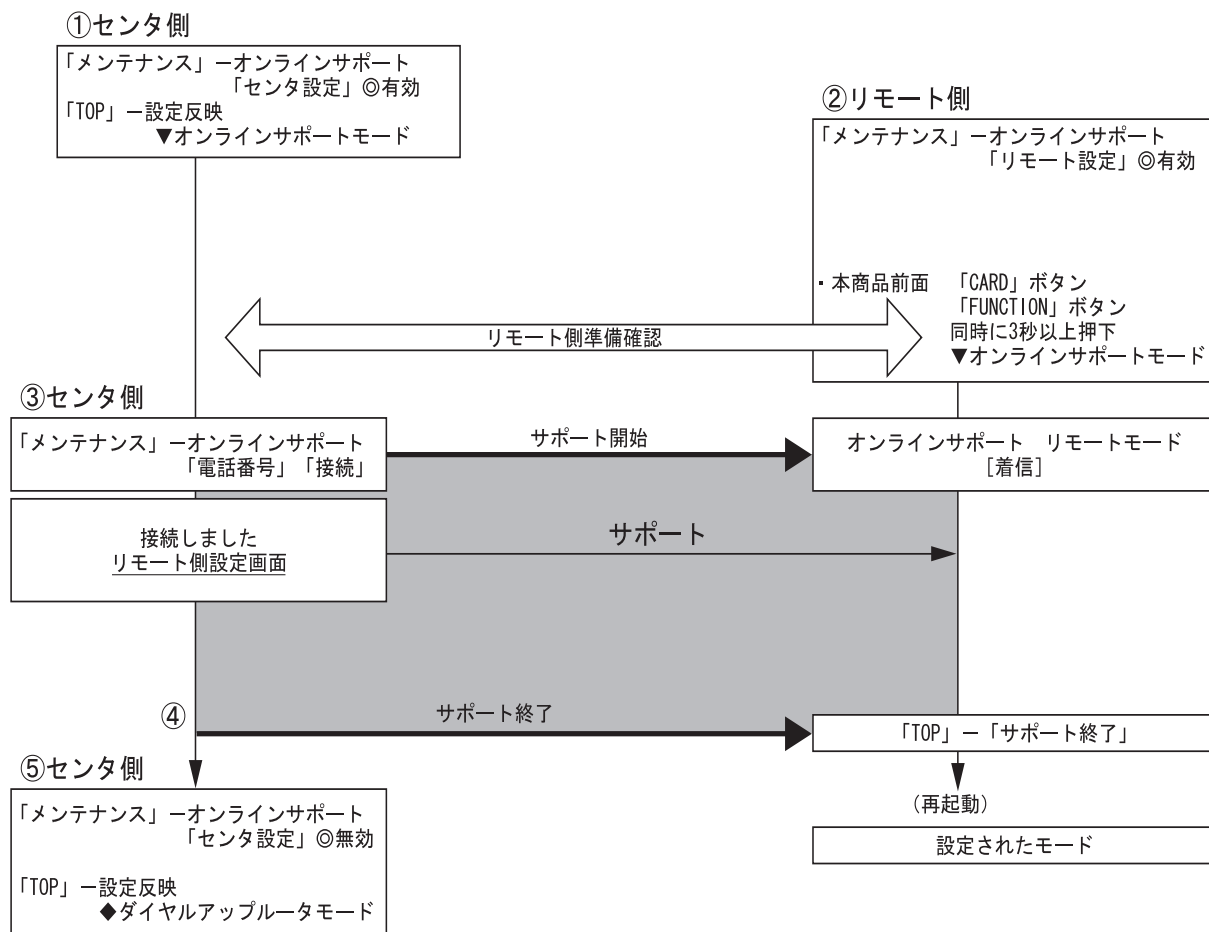 ①センタ側
「メンテナンス」－オンラインサポート
「センタ設定」◎有効
「TOP」－設定反映
▼オンラインサポートモード
②リモート側
「メンテナンス」－オンラインサポート
「リモート設定」◎有効
・本商品前面　「CARD」ボタン
「FUNCTION」ボタン
同時に3秒以上押下
▼オンラインサポートモード
リモート側準備確認
③センタ側
「メンテナンス」－オンラインサポート
「電話番号」「接続」
サポート開始
オンラインサポート　リモートモード
［着信］
接続しました
リモート側設定画面
サポート
④
サポート終了
「TOP」－「サポート終了」
（再起動）
設定されたモード
⑤センタ側
「メンテナンス」－オンラインサポート
「センタ設定」◎無効
「TOP」－設定反映
◆ダイヤルアップルータモード